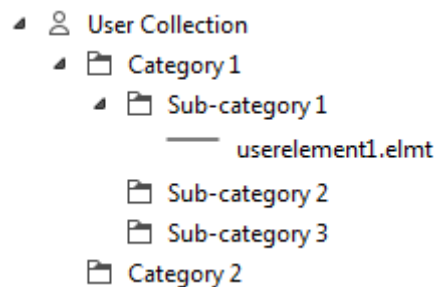 User Collection
Category 1
Sub-category 1
userelement1.elmt
Sub-category 2
Sub-category 3
Category 2